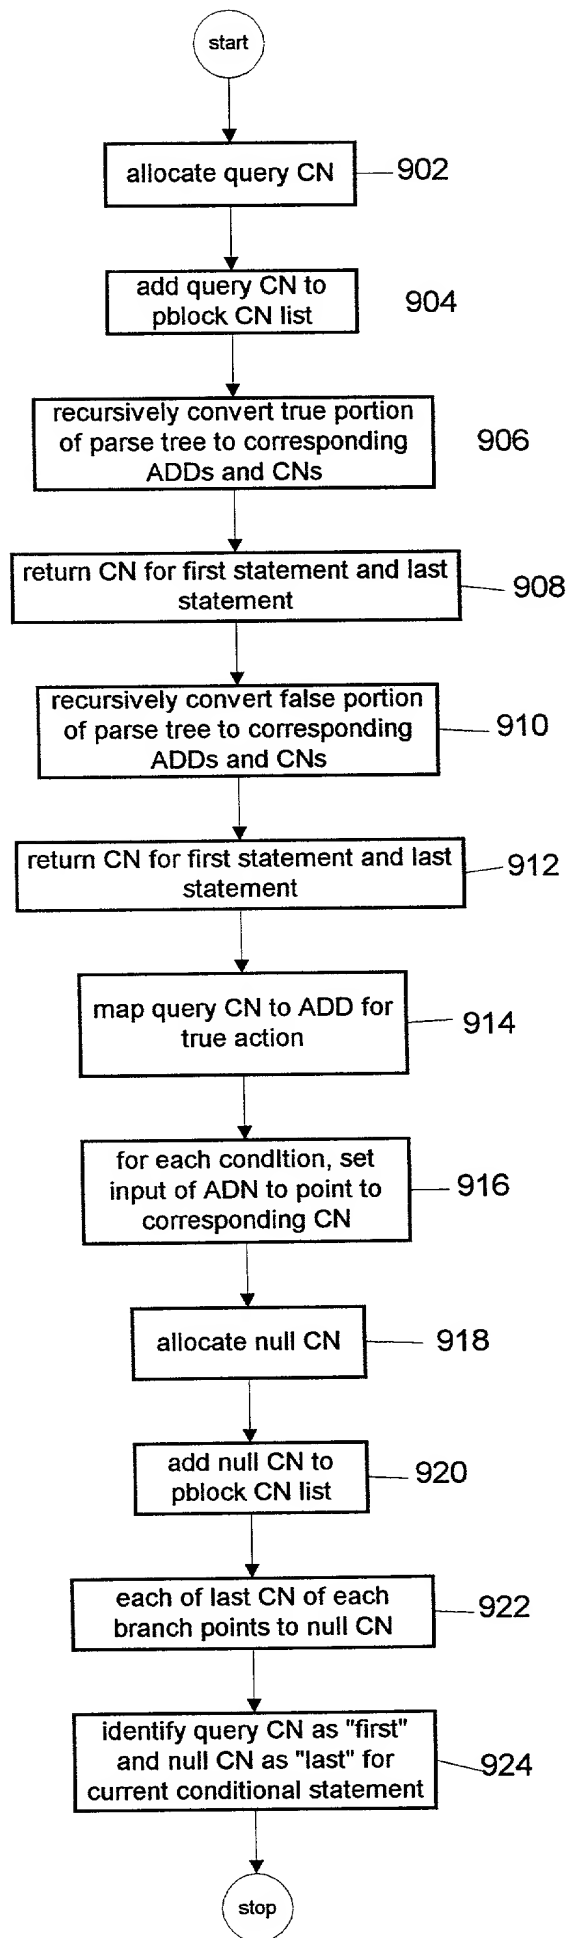 start
allocate query CN
902
add query CN to
pblock CN list
904
recursively convert true portion
of parse tree to corresponding
ADDs and CNs
906
return CN for first statement and last
statement
908
recursively convert false portion
of parse tree to corresponding
ADDs and CNs
910
return CN for first statement and last
statement
912
map query CN to ADD for
true action
914
for each condition, set
input of ADN to point to
corresponding CN
916
allocate null CN
918
add null CN to
pblock CN list
920
each of last CN of each
branch points to null CN
922
identify query CN as "first"
and null CN as "last" for
current conditional statement
924
stop